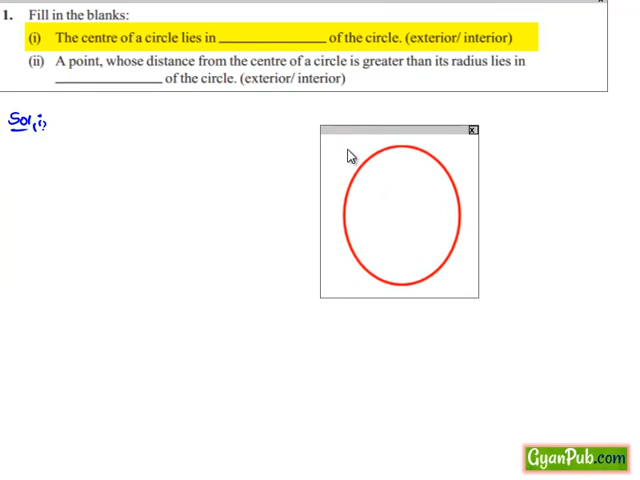 1. Fill in the blanks:
(i) The centre of a circle lies in ________________ of the circle. (exterior/ interior)
(ii) A point, whose distance from the centre of a circle is greater than its radius lies in
________________ of the circle. (exterior/ interior)
Sol, i,
x
GyanPub.com